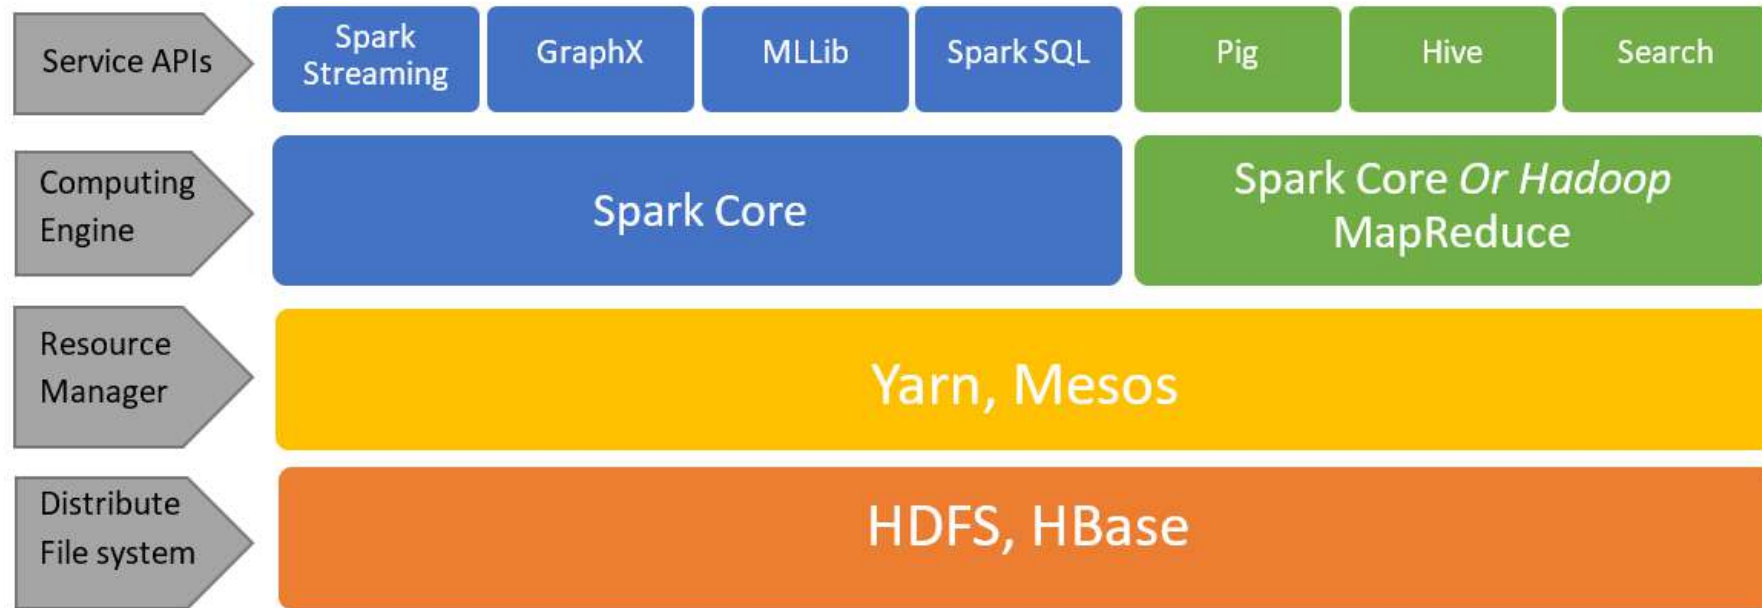 Service APIs
Spark
Streaming
GraphX
MLLib
Spark SQL
Pig
Hive
Search
Computing
Engine
Spark Core
Spark Core Or Hadoop
MapReduce
Resource
Manager
Yarn, Mesos
Distribute
File system
HDFS, HBase